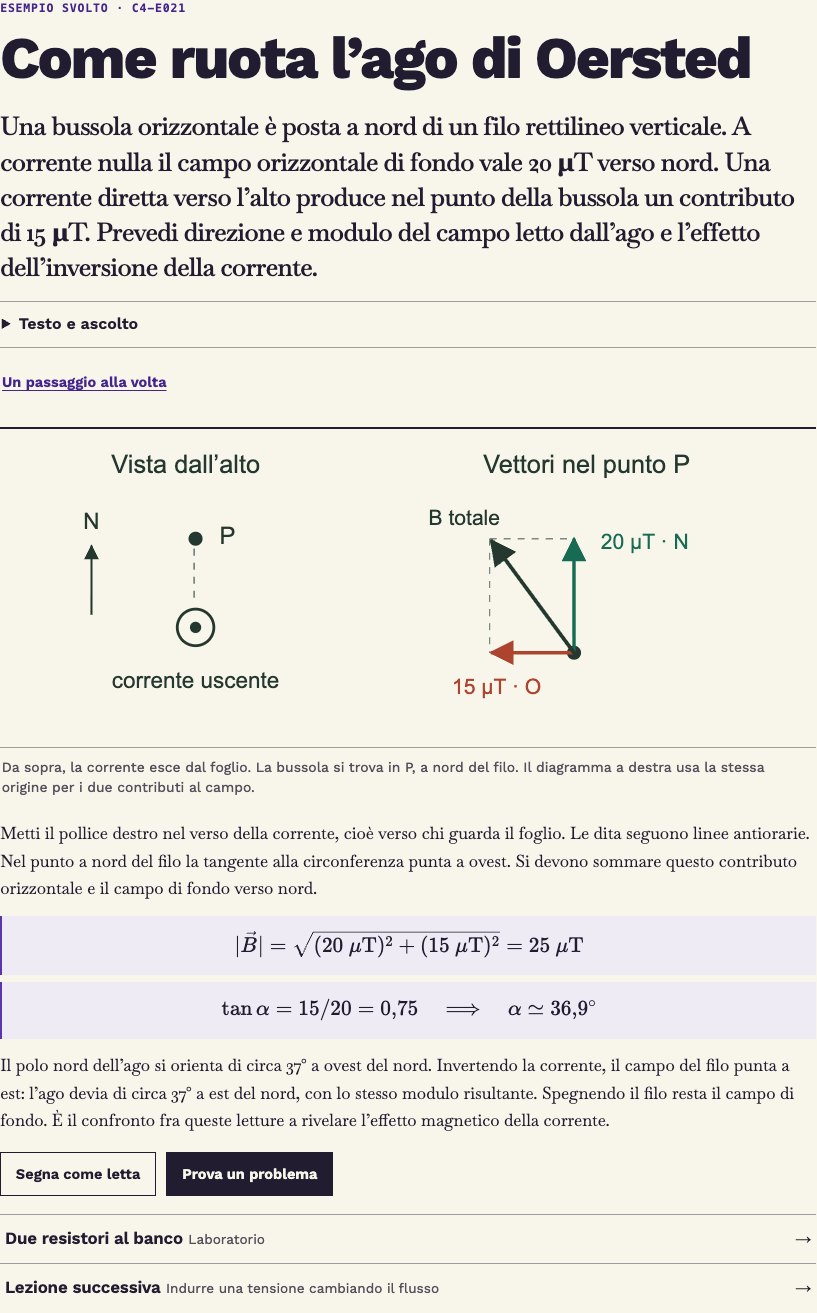 ESEMPIO SVOLTO · C4-E021
Come ruota l’ago di Oersted
Una bussola orizzontale è posta a nord di un filo rettilineo verticale. A
corrente nulla il campo orizzontale di fondo vale 20 μT verso nord. Una
corrente diretta verso l’alto produce nel punto della bussola un contributo
di 15 μT. Prevedi direzione e modulo del campo letto dall’ago e l’effetto
dell’inversione della corrente.
▶ Testo e ascolto
Un passaggio alla volta
Vista dall’alto
N
P
corrente uscente
Vettori nel punto P
B totale
20 μT · N
15 μT · O
Da sopra, la corrente esce dal foglio. La bussola si trova in P, a nord del filo. Il diagramma a destra usa la stessa
origine per i due contributi al campo.
Metti il pollice destro nel verso della corrente, cioè verso chi guarda il foglio. Le dita seguono linee antiorarie.
Nel punto a nord del filo la tangente alla circonferenza punta a ovest. Si devono sommare questo contributo
orizzontale e il campo di fondo verso nord.
|B⃗| = √(20 μT)² + (15 μT)² = 25 μT
tan α = 15/20 = 0,75 ⟹ α ≃ 36,9°
Il polo nord dell’ago si orienta di circa 37° a ovest del nord. Invertendo la corrente, il campo del filo punta a
est: l’ago devia di circa 37° a est del nord, con lo stesso modulo risultante. Spegnendo il filo resta il campo di
fondo. È il confronto fra queste letture a rivelare l’effetto magnetico della corrente.
Segna come letta
Prova un problema
Due resistori al banco Laboratorio →
Lezione successiva Indurre una tensione cambiando il flusso →